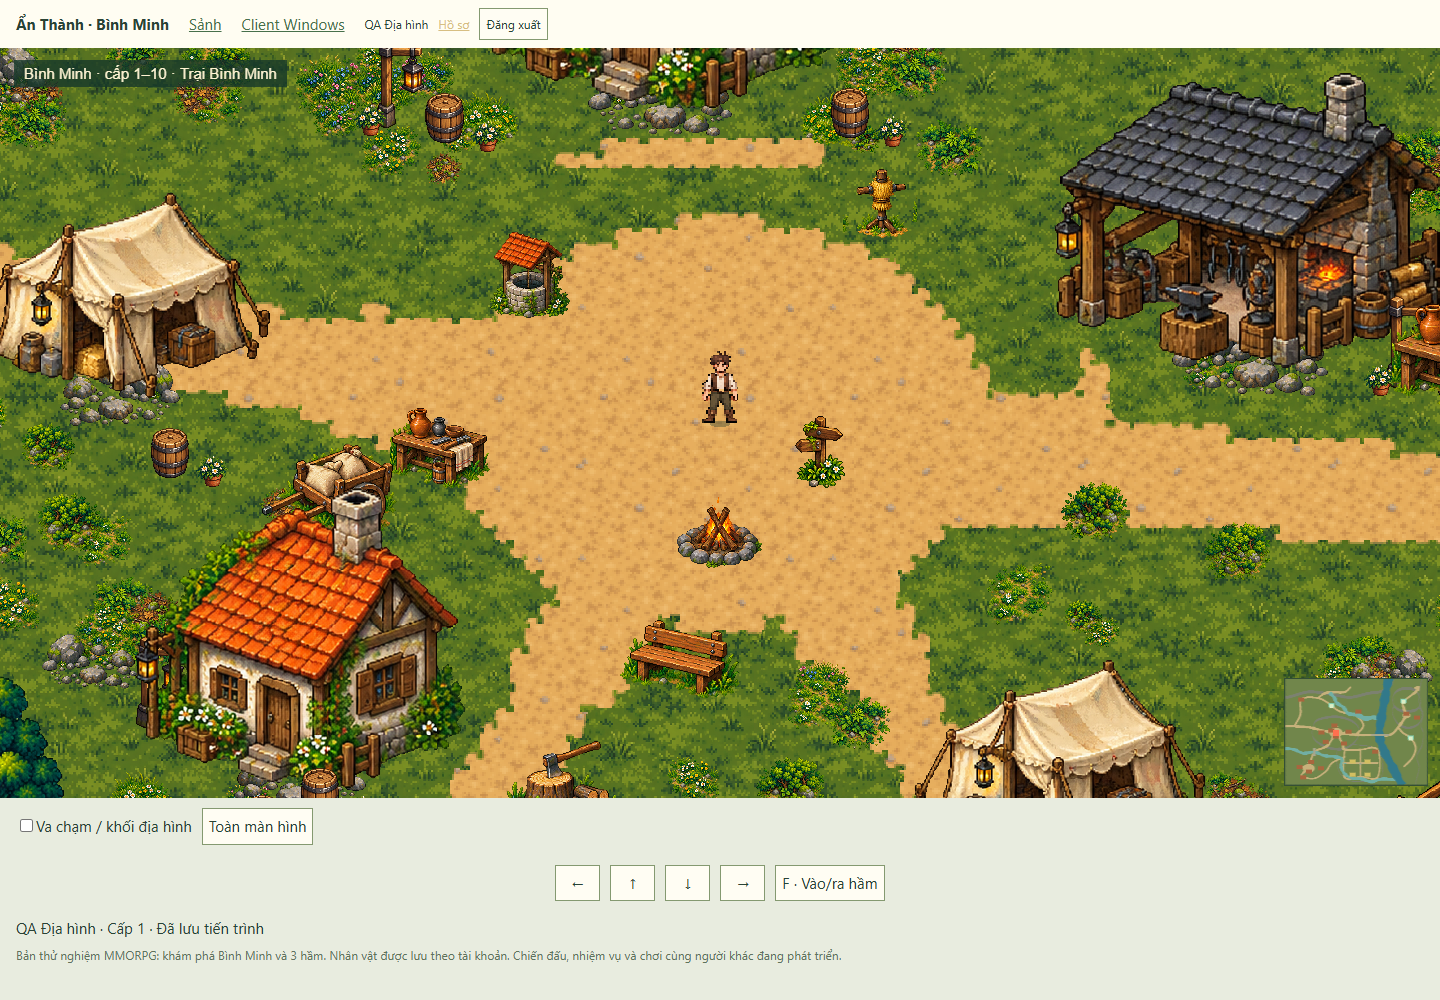 Ẩn Thành · Bình Minh Sảnh Client Windows QA Địa hình Hồ sơ Đăng xuất
Bình Minh · cấp 1–10 · Trại Bình Minh
Va chạm / khối địa hình Toàn màn hình
← ↑ ↓ → F · Vào/ra hầm
QA Địa hình · Cấp 1 · Đã lưu tiến trình
Bản thử nghiệm MMORPG: khám phá Bình Minh và 3 hầm. Nhân vật được lưu theo tài khoản. Chiến đấu, nhiệm vụ và chơi cùng người khác đang phát triển.